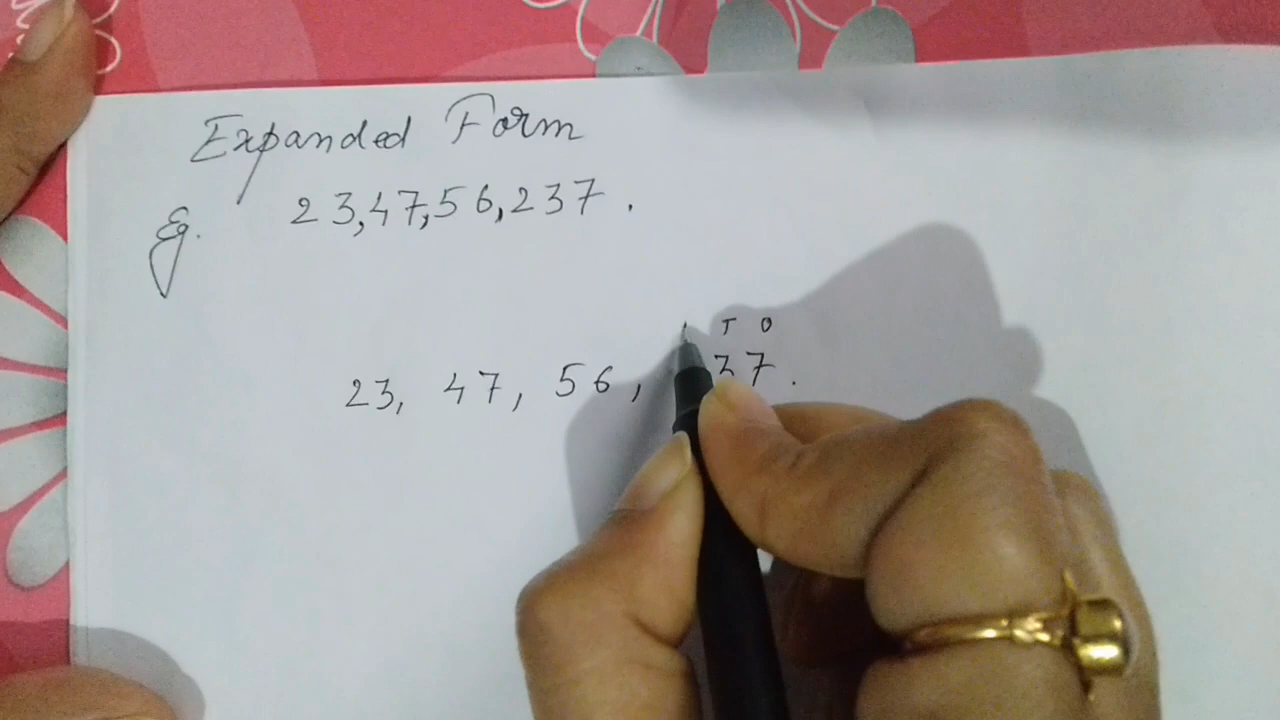 Expanded Form
Eg. 23,47,56,237.
T O
23, 47, 56, 37.